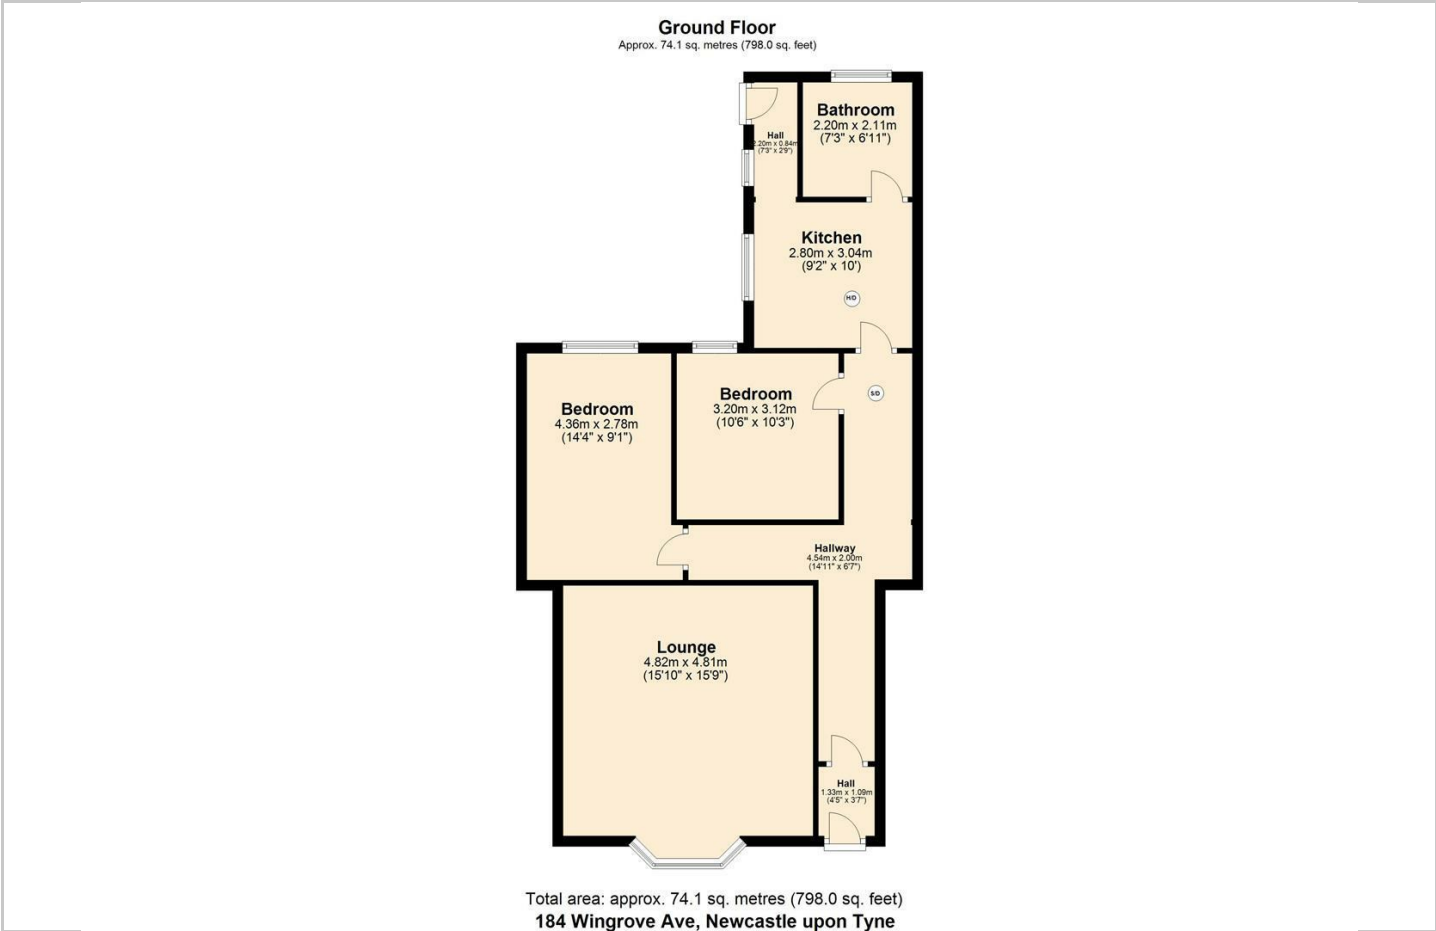 Ground Floor
Approx. 74.1 sq. metres (798.0 sq. feet)
Bathroom
2.20m x 2.11m
(7'3" x 6'11")
Hall
2.20m x 0.84m
(7'3" x 2'9")
Kitchen
2.80m x 3.04m
(9'2" x 10')
H/D
Bedroom
4.36m x 2.78m
(14'4" x 9'1")
Bedroom
3.20m x 3.12m
(10'6" x 10'3")
S/D
Hallway
4.54m x 2.00m
(14'11" x 6'7")
Lounge
4.82m x 4.81m
(15'10" x 15'9")
Hall
1.33m x 1.09m
(4'5" x 3'7")
Total area: approx. 74.1 sq. metres (798.0 sq. feet)
184 Wingrove Ave, Newcastle upon Tyne